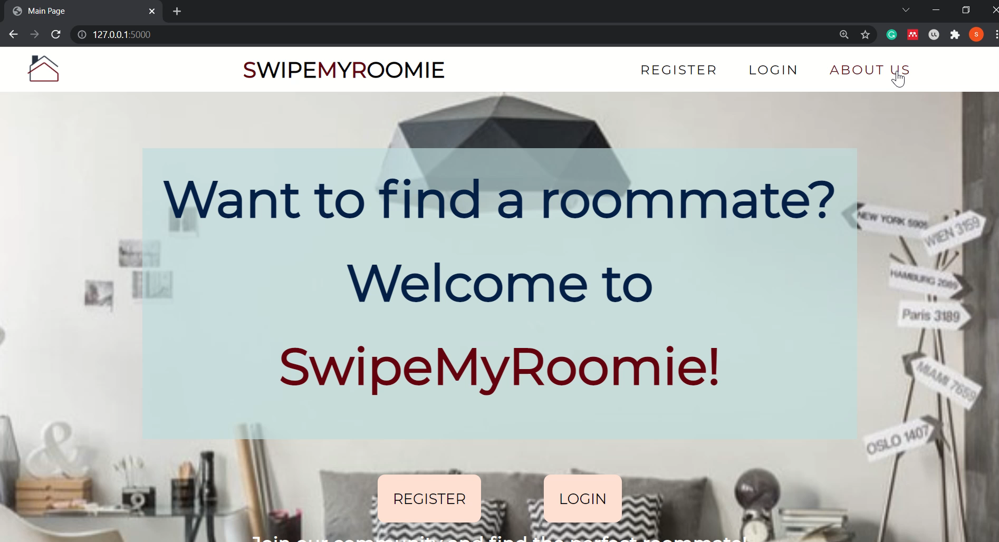 Main Page
127.0.0.1:5000
S
SWIPEMYROOMIE
REGISTER
LOGIN
ABOUT US
Want to find a roommate?
Welcome to
SwipeMyRoomie!
NEW YORK 5905
WIEN 3159
HAMBURG 2089
Paris 3189
MIAMI 7659
OSLO 1407
&
REGISTER
LOGIN
Join our community and find the perfect roommate!